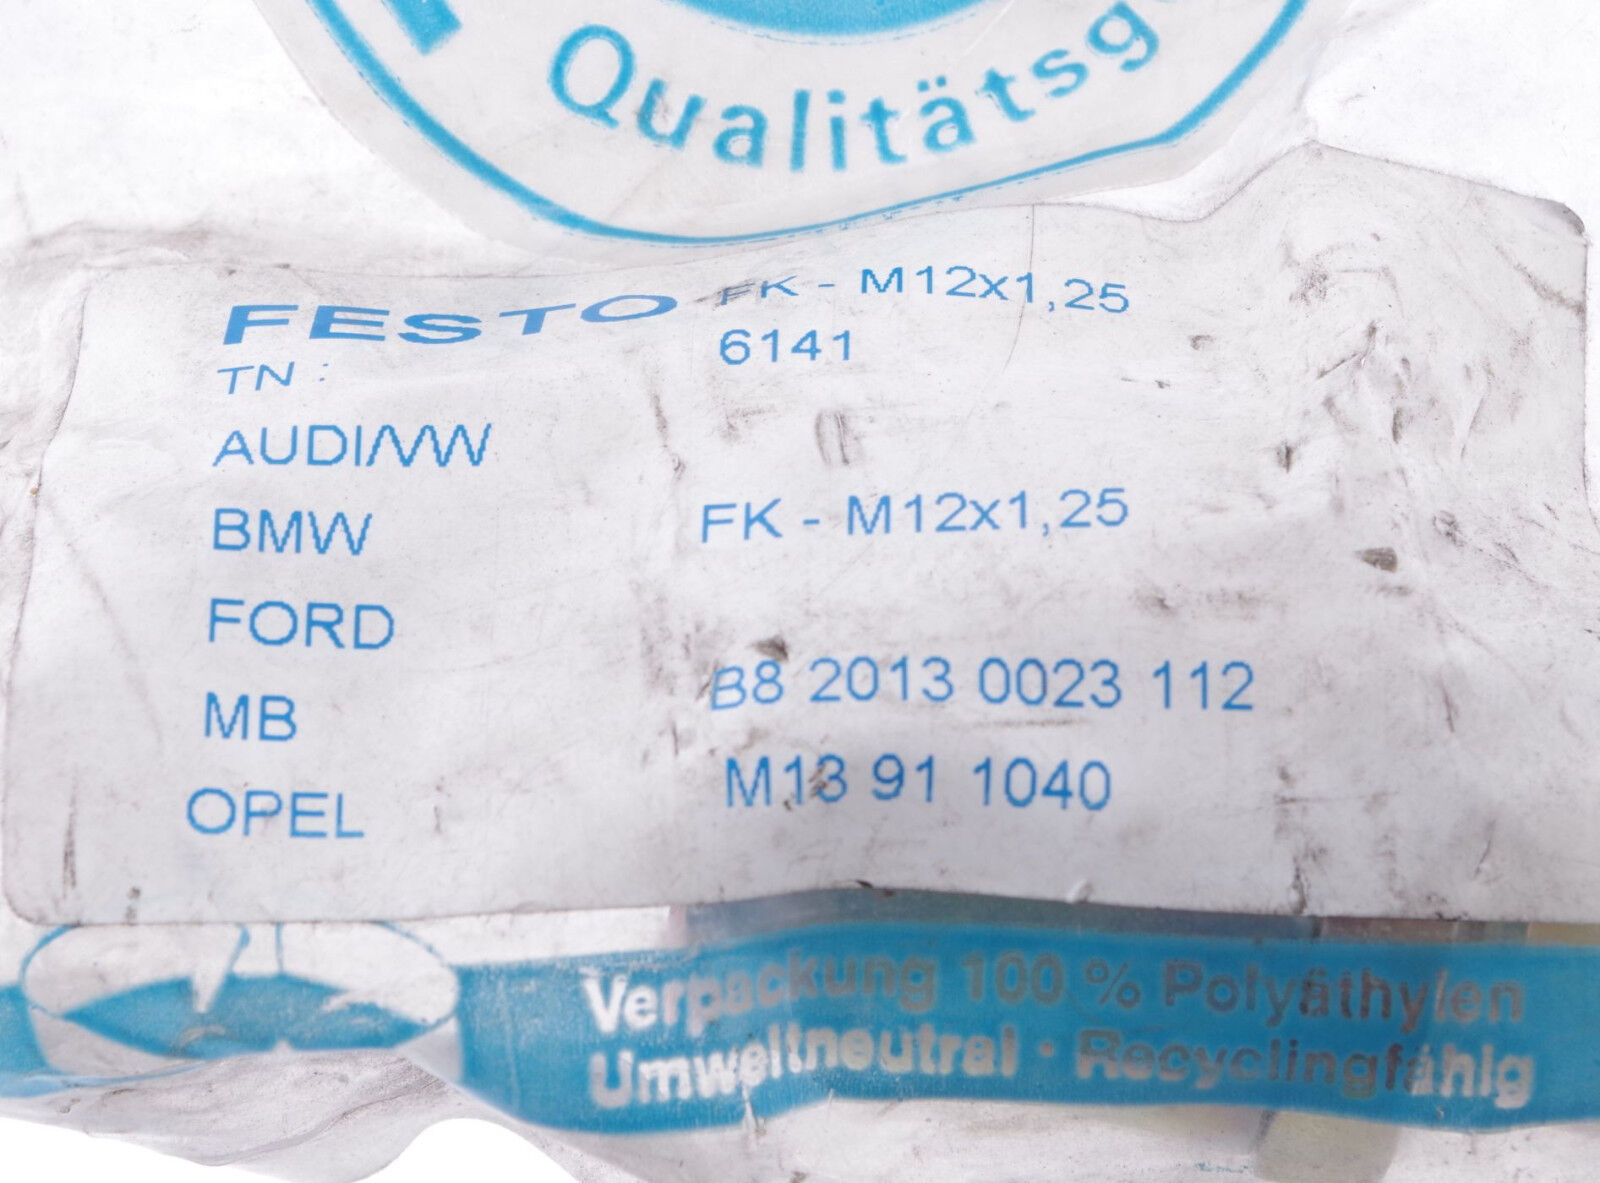 Qualitätsg
FESTO FK - M12x1,25
TN : 6141
AUDI/VW
BMW FK - M12x1,25
FORD
MB B8 2013 0023 112
OPEL M13 91 1040
Verpackung 100 % Polyäthylen
Umweltneutral · Recyclingfähig